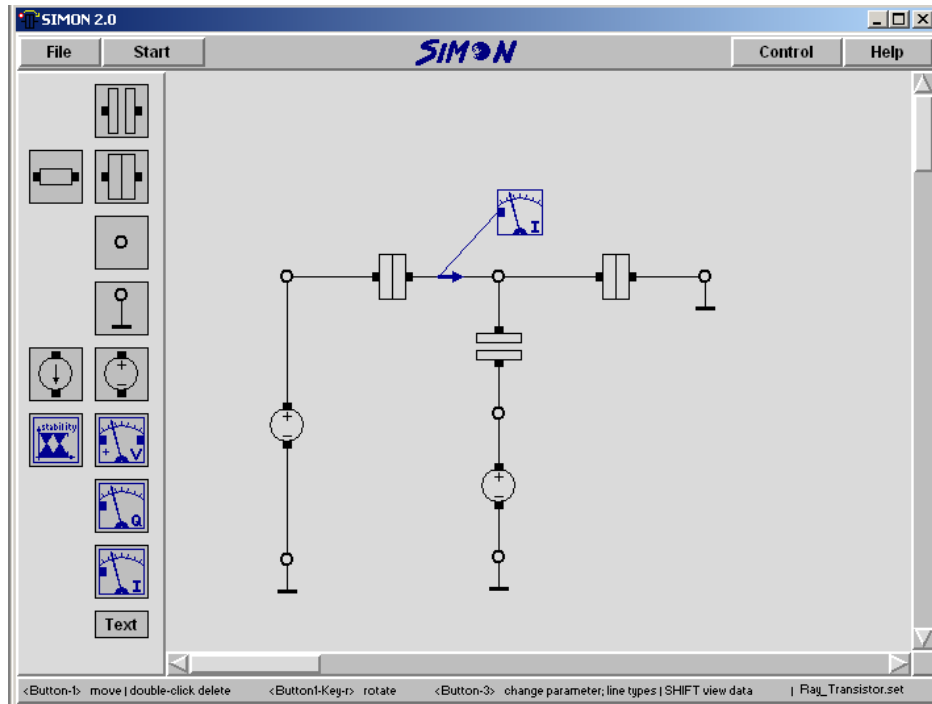 SIMON 2.0
File Start SIMON Control Help
I
stability
+ V
Q
I
Text
<Button-1> move | double-click delete <Button1-Key-r> rotate <Button-3> change parameter; line types | SHIFT view data | Ray_Transistor.set